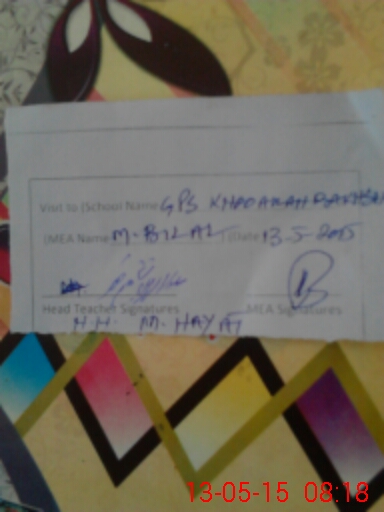 Visit to (School Name GPS
(MEA Name M. BILAL (Date 13-5-2015
Head Teacher Signatures MEA Signatures
H.H. M. HAYAT
13-05-15 08:18